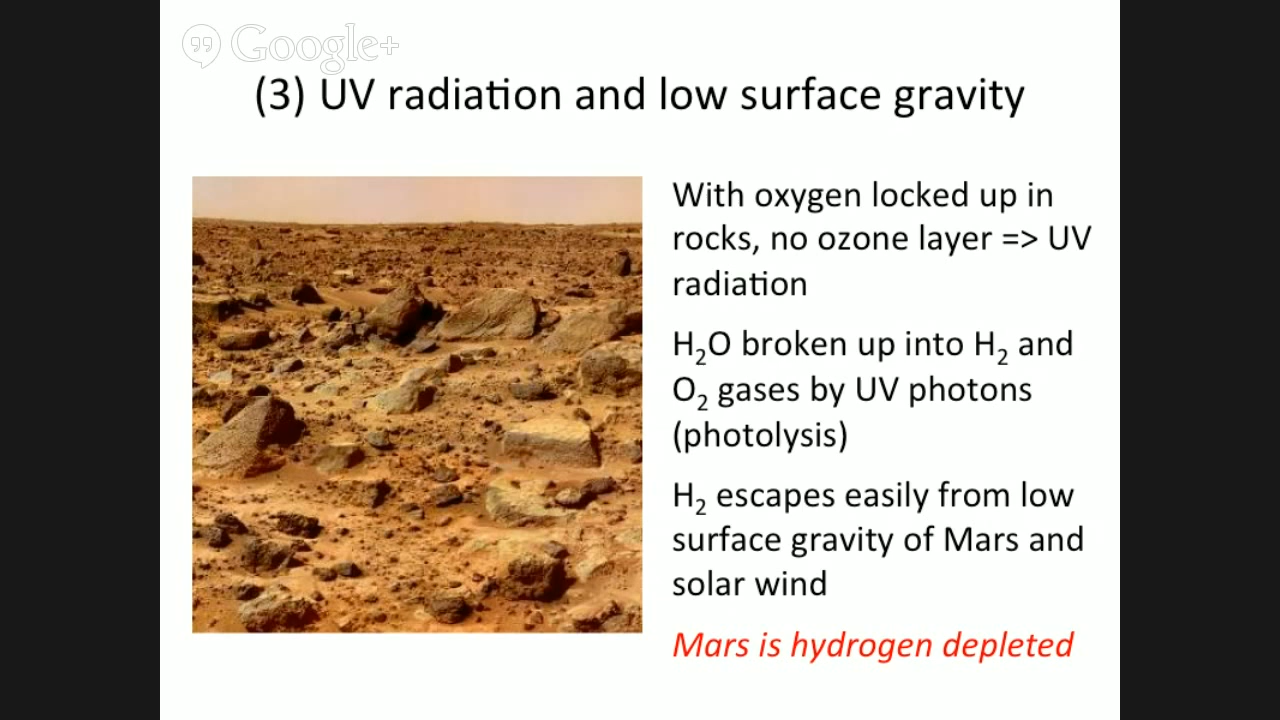 Google+
(3) UV radiation and low surface gravity
With oxygen locked up in
rocks, no ozone layer => UV
radiation
H₂O broken up into H₂ and
O₂ gases by UV photons
(photolysis)
H₂ escapes easily from low
surface gravity of Mars and
solar wind
Mars is hydrogen depleted